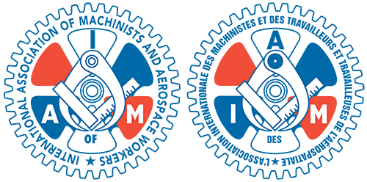 INTERNATIONAL ASSOCIATION OF MACHINISTS AND AEROSPACE WORKERS ★
I
A M
OF
L'ASSOCIATION INTERNATIONALE DES MACHINISTES ET DES TRAVAILLEURS ET TRAVAILLEUSES DE L'AÉROSPATIALE ★
A
I M
DES